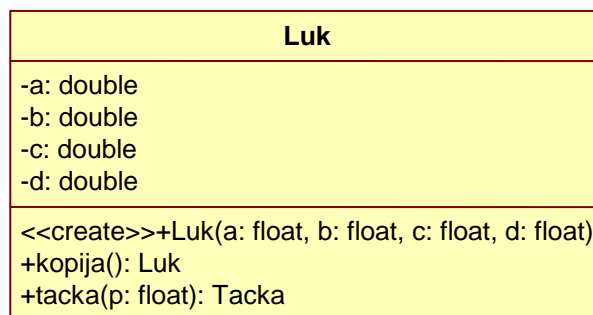 Luk
-a: double
-b: double
-c: double
-d: double
<<create>>+Luk(a: float, b: float, c: float, d: float)
+kopija(): Luk
+tacka(p: float): Tacka